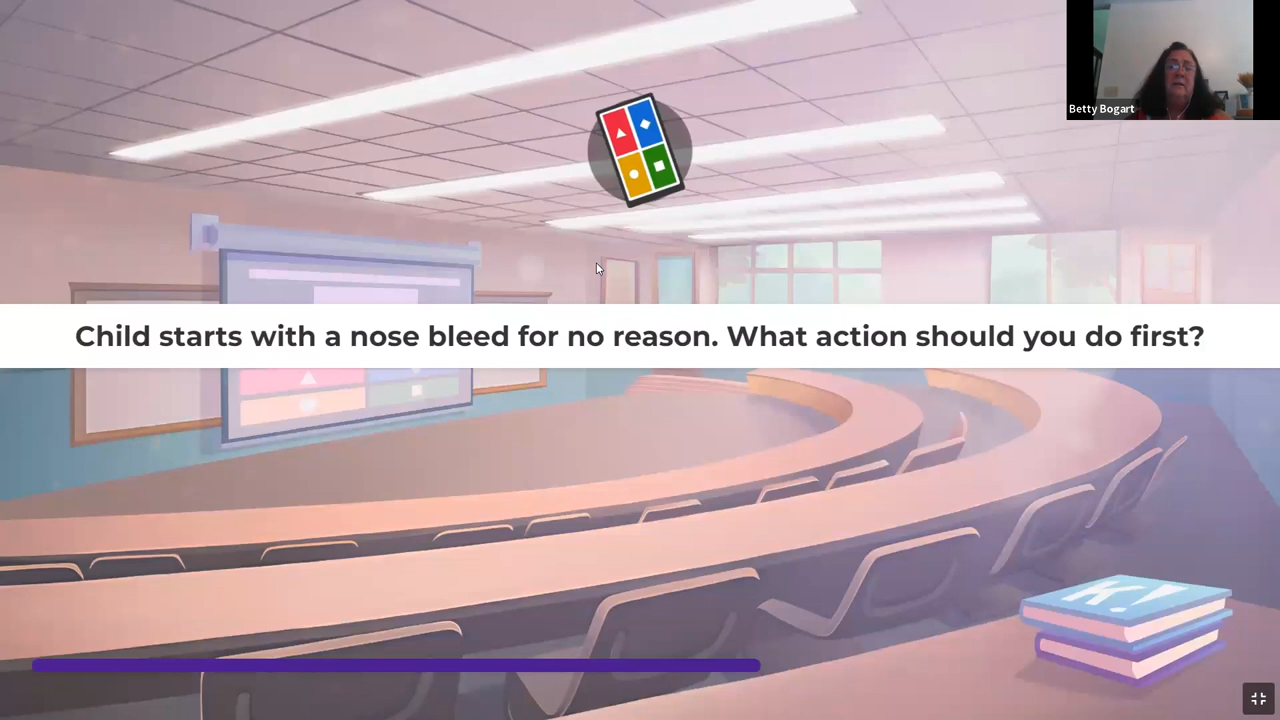 Betty Bogart
Child starts with a nose bleed for no reason. What action should you do first?
K!